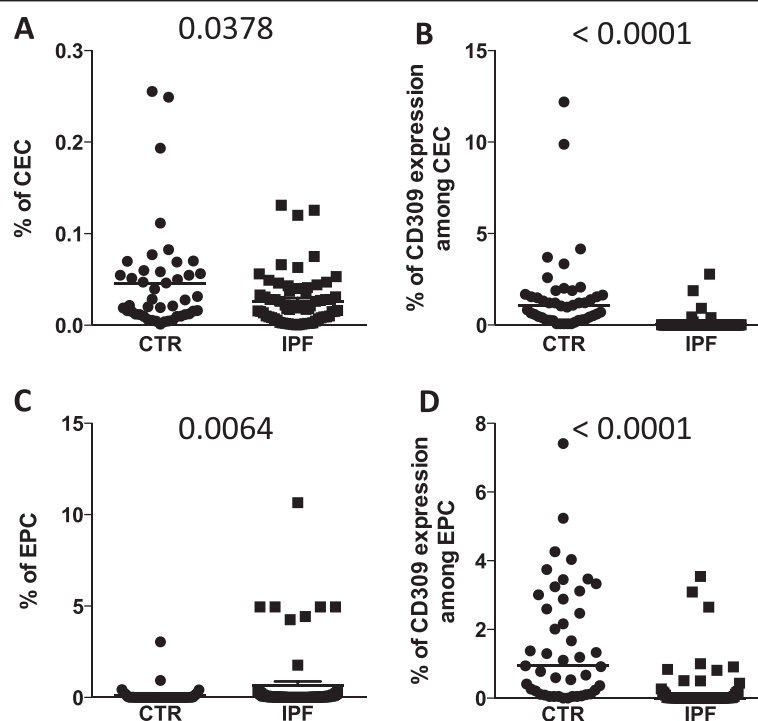 A
0.0378
% of CEC
0.3
0.2
0.1
0.0
CTR
IPF
B
< 0.0001
% of CD309 expression
among CEC
15
10
5
0
CTR
IPF
C
0.0064
% of EPC
15
10
5
0
CTR
IPF
D
< 0.0001
% of CD309 expression
among EPC
8
6
4
2
0
CTR
IPF